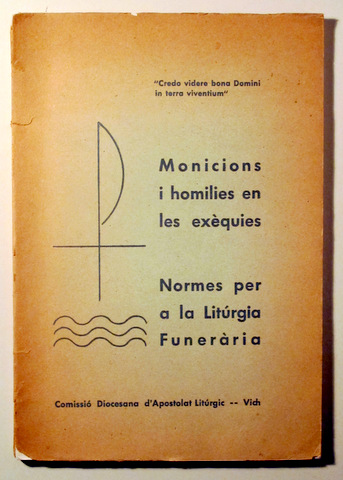 "Credo videre bona Domini
in terra viventium"
Monicions
i homilies en
les exèquies
Normes per
a la Litúrgia
Funerària
Comissió Diocesana d'Apostolat Litúrgic -- Vich